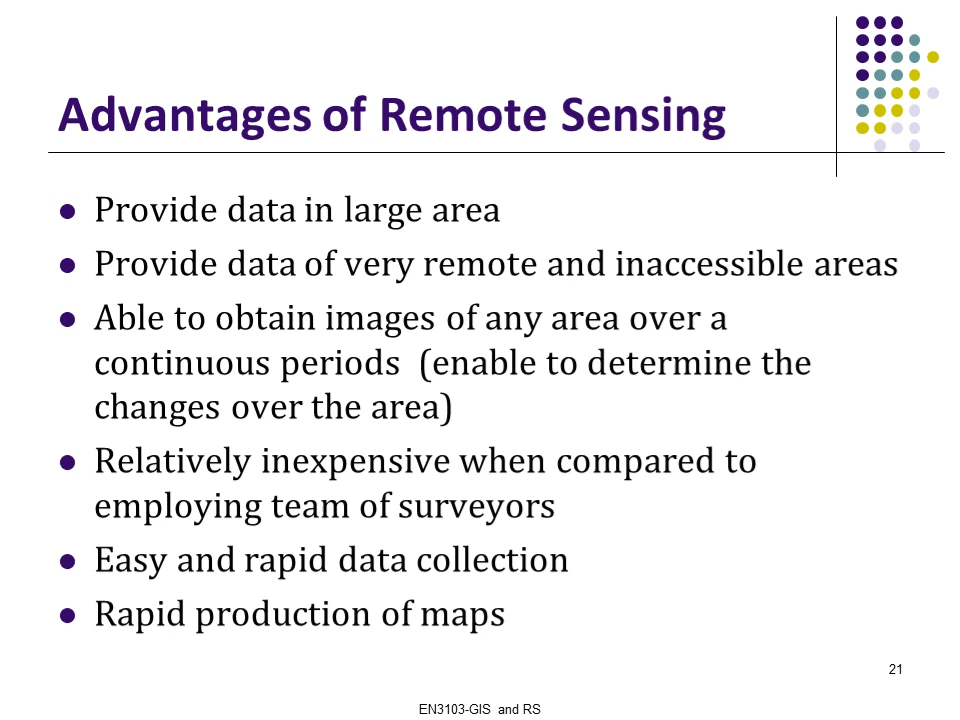 Advantages of Remote Sensing
Provide data in large area
Provide data of very remote and inaccessible areas
Able to obtain images of any area over a
continuous periods  (enable to determine the
changes over the area)
Relatively inexpensive when compared to
employing team of surveyors
Easy and rapid data collection
Rapid production of maps
21
EN3103-GIS and RS